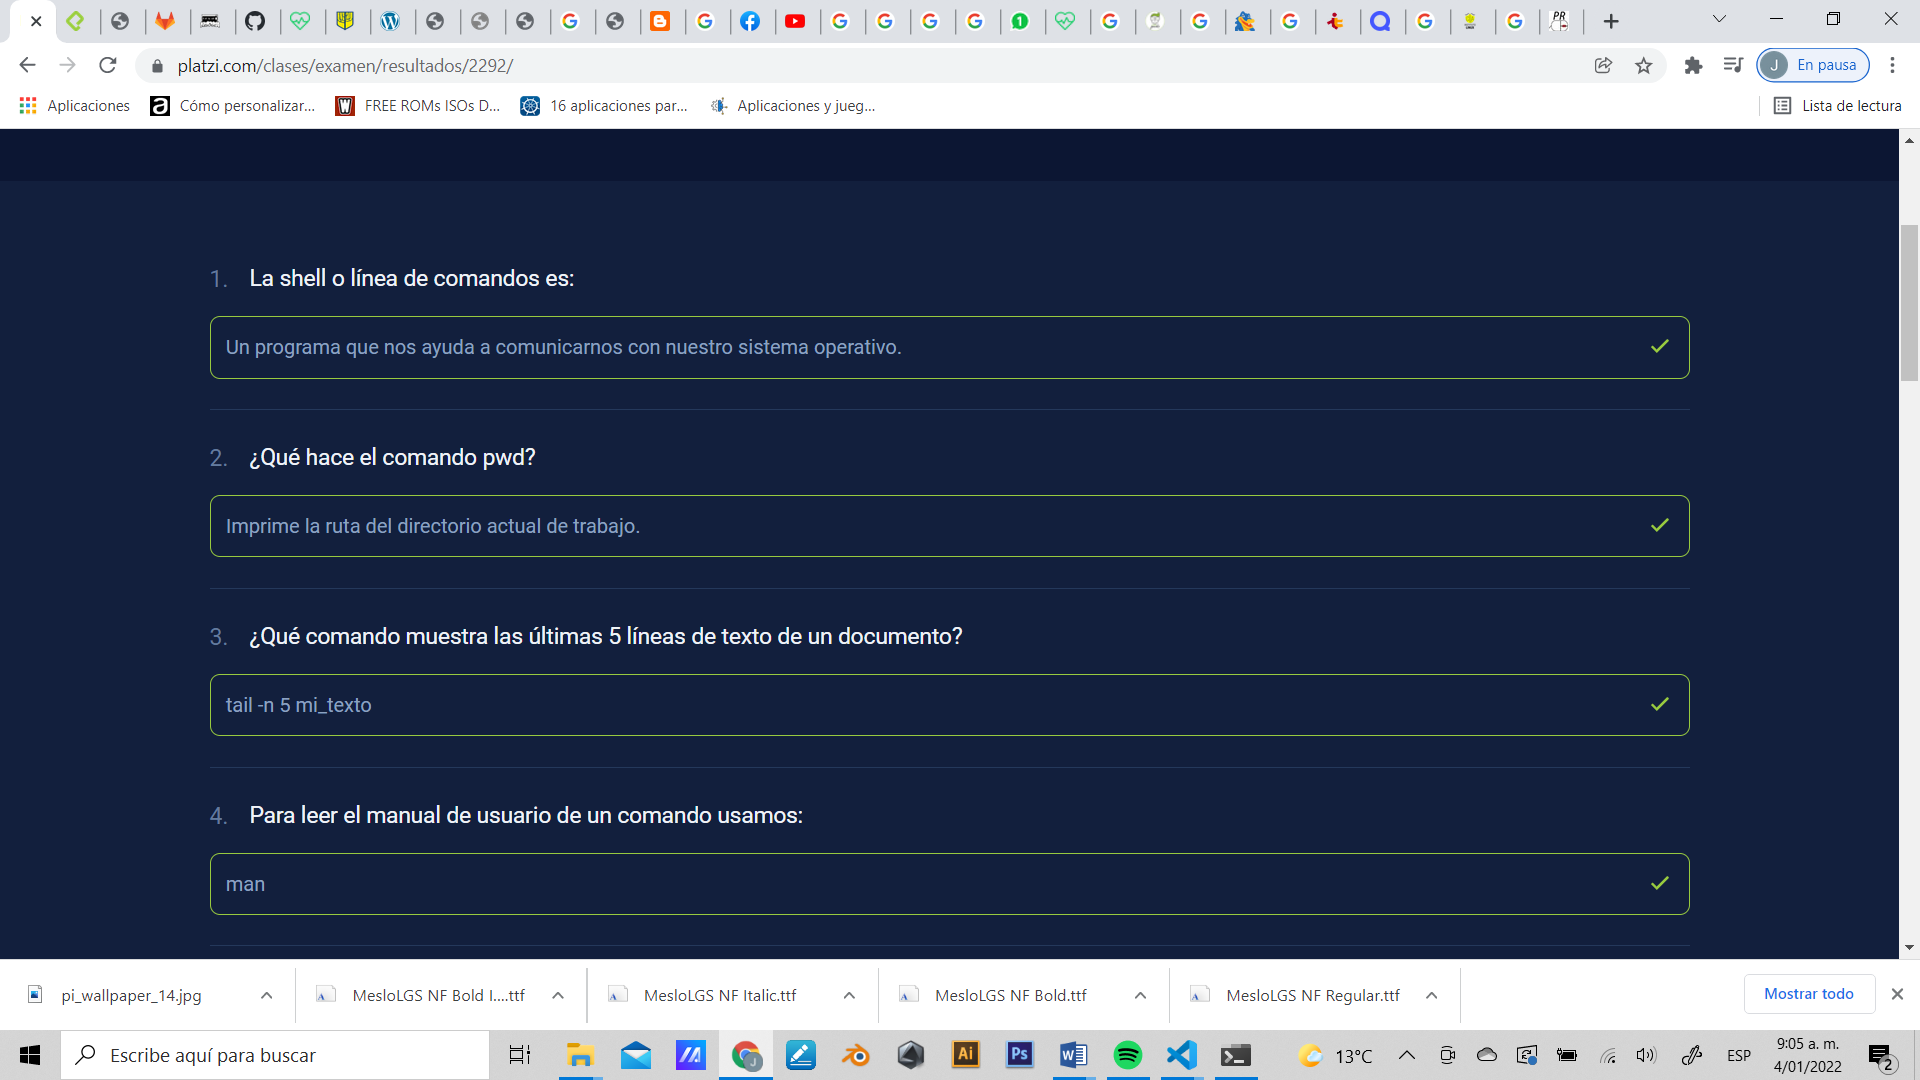 platzi.com/clases/examen/resultados/2292/
J En pausa
Aplicaciones
a Cómo personalizar...
W FREE ROMs ISOs D...
16 aplicaciones par...
Aplicaciones y jueg...
Lista de lectura
1. La shell o línea de comandos es:
Un programa que nos ayuda a comunicarnos con nuestro sistema operativo.
2. ¿Qué hace el comando pwd?
Imprime la ruta del directorio actual de trabajo.
3. ¿Qué comando muestra las últimas 5 líneas de texto de un documento?
tail -n 5 mi_texto
4. Para leer el manual de usuario de un comando usamos:
man
pi_wallpaper_14.jpg
MesloLGS NF Bold I....ttf
MesloLGS NF Italic.ttf
MesloLGS NF Bold.ttf
MesloLGS NF Regular.ttf
Mostrar todo
Escribe aquí para buscar
Ai
Ps
13°C
ESP
9:05 a. m.
4/01/2022
2